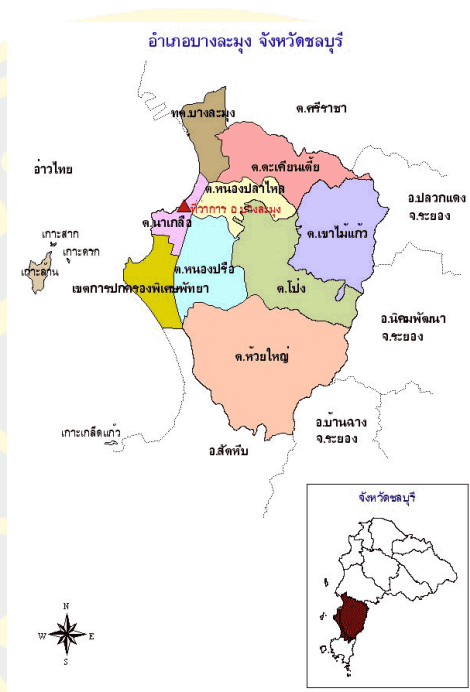 อำเภอบางละมุง จังหวัดชลบุรี
ทต.บางละมุง
อ.ศรีราชา
ต.ตะเคียนเตี้ย
อ่าวไทย
ต.หนองปลาไหล
อ.ปลวกแดง
จ.ระยอง
ที่ว่าการ อ.บางละมุง
ต.นาเกลือ
ต.เขาไม้แก้ว
เกาะสาก
เกาะครก
เกาะล้าน
ต.หนองปรือ
เขตการปกครองพิเศษพัทยา
ต.โป่ง
อ.นิคมพัฒนา
จ.ระยอง
ต.ห้วยใหญ่
เกาะเกล็ดแก้ว
อ.บ้านฉาง
จ.ระยอง
อ.สัตหีบ
จังหวัดชลบุรี
N
W E
S